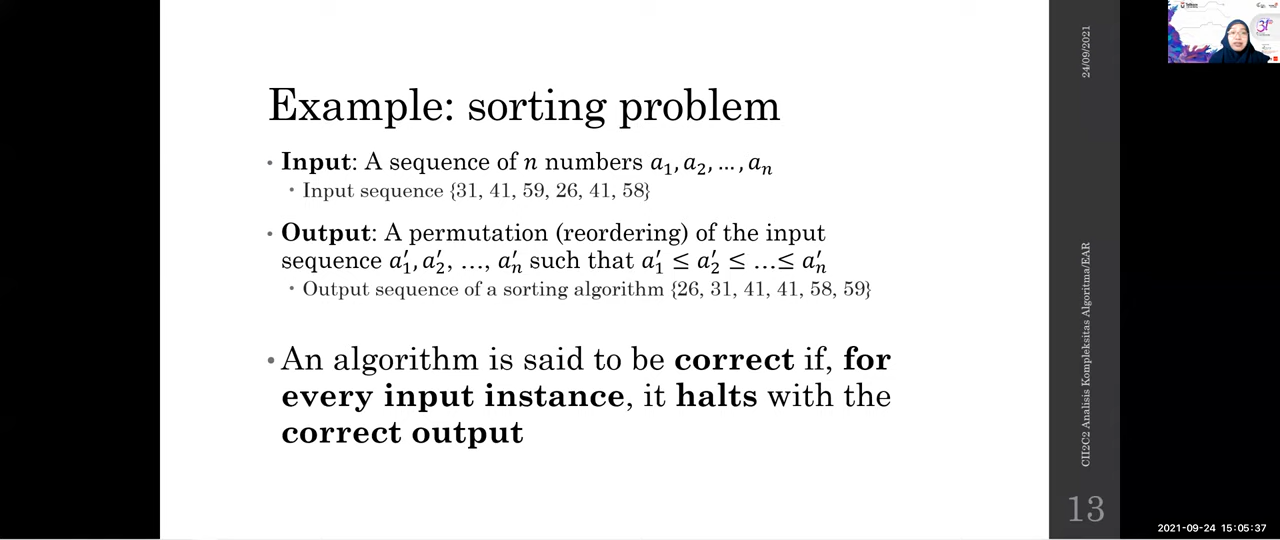 Example: sorting problem
• Input: A sequence of n numbers a₁, a₂, …, aₙ
• Input sequence {31, 41, 59, 26, 41, 58}
• Output: A permutation (reordering) of the input
sequence a′₁, a′₂, …, a′ₙ such that a′₁ ≤ a′₂ ≤ …≤ a′ₙ
• Output sequence of a sorting algorithm {26, 31, 41, 41, 58, 59}
• An algorithm is said to be correct if, for
every input instance, it halts with the
correct output
24/09/2021
CII2C2 Analisis Kompleksitas Algoritma/EAR
13
2021-09-24 15:05:37